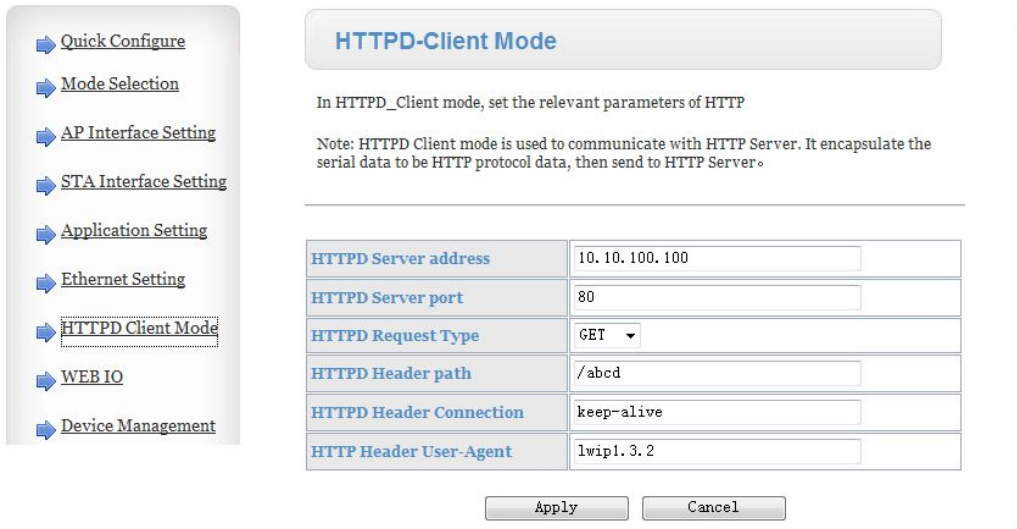 Quick Configure
Mode Selection
AP Interface Setting
STA Interface Setting
Application Setting
Ethernet Setting
HTTPD Client Mode
WEB IO
Device Management
HTTPD-Client Mode
In HTTPD_Client mode, set the relevant parameters of HTTP
Note: HTTPD Client mode is used to communicate with HTTP Server. It encapsulate the
serial data to be HTTP protocol data, then send to HTTP Server。
HTTPD Server address 10.10.100.100
HTTPD Server port 80
HTTPD Request Type GET
HTTPD Header path /abcd
HTTPD Header Connection keep-alive
HTTP Header User-Agent lwip1.3.2
Apply Cancel